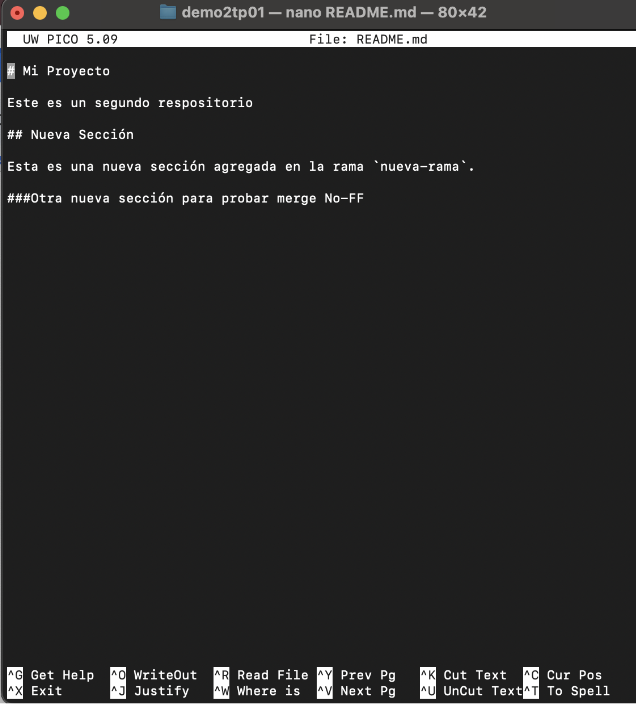 demo2tp01 — nano README.md — 80×42
UW PICO 5.09 File: README.md
# Mi Proyecto
Este es un segundo respositorio
## Nueva Sección
Esta es una nueva sección agregada en la rama `nueva-rama`.
###Otra nueva sección para probar merge No-FF
^G Get Help ^O WriteOut ^R Read File ^Y Prev Pg ^K Cut Text ^C Cur Pos
^X Exit ^J Justify ^W Where is ^V Next Pg ^U UnCut Text ^T To Spell